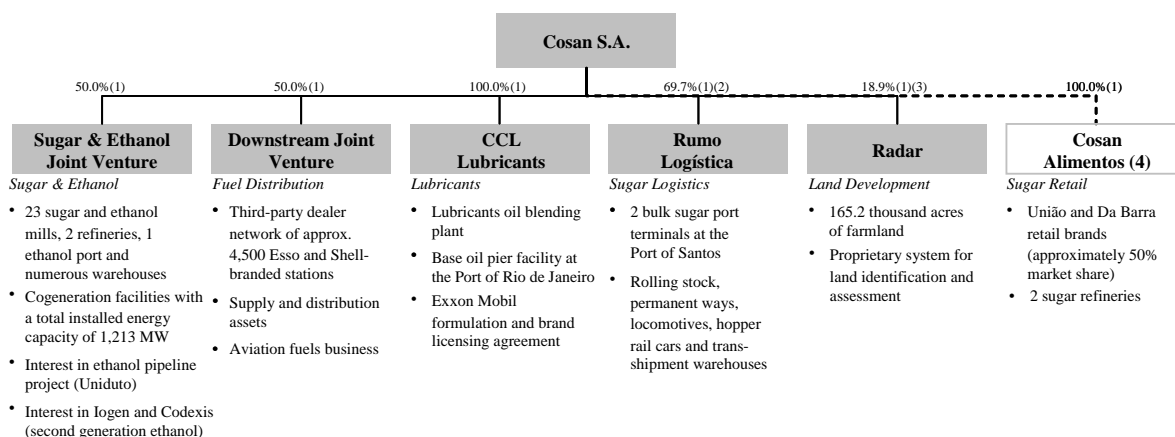 Cosan S.A.
50.0%(1)
50.0%(1)
100.0%(1)
69.7%(1)(2)
18.9%(1)(3)
100.0%(1)
Sugar & Ethanol
Joint Venture
Sugar & Ethanol
• 23 sugar and ethanol
mills, 2 refineries, 1
ethanol port and
numerous warehouses
• Cogeneration facilities with
a total installed energy
capacity of 1,213 MW
• Interest in ethanol pipeline
project (Uniduto)
• Interest in Iogen and Codexis
(second generation ethanol)
Downstream Joint
Venture
Fuel Distribution
• Third-party dealer
network of approx.
4,500 Esso and Shell-
branded stations
• Supply and distribution
assets
• Aviation fuels business
CCL
Lubricants
Lubricants
• Lubricants oil blending
plant
• Base oil pier facility at
the Port of Rio de Janeiro
• Exxon Mobil
formulation and brand
licensing agreement
Rumo
Logística
Sugar Logistics
• 2 bulk sugar port
terminals at the
Port of Santos
• Rolling stock,
permanent ways,
locomotives, hopper
rail cars and trans-
shipment warehouses
Radar
Land Development
• 165.2 thousand acres
of farmland
• Proprietary system for
land identification and
assessment
Cosan
Alimentos (4)
Sugar Retail
• União and Da Barra
retail brands
(approximately 50%
market share)
• 2 sugar refineries